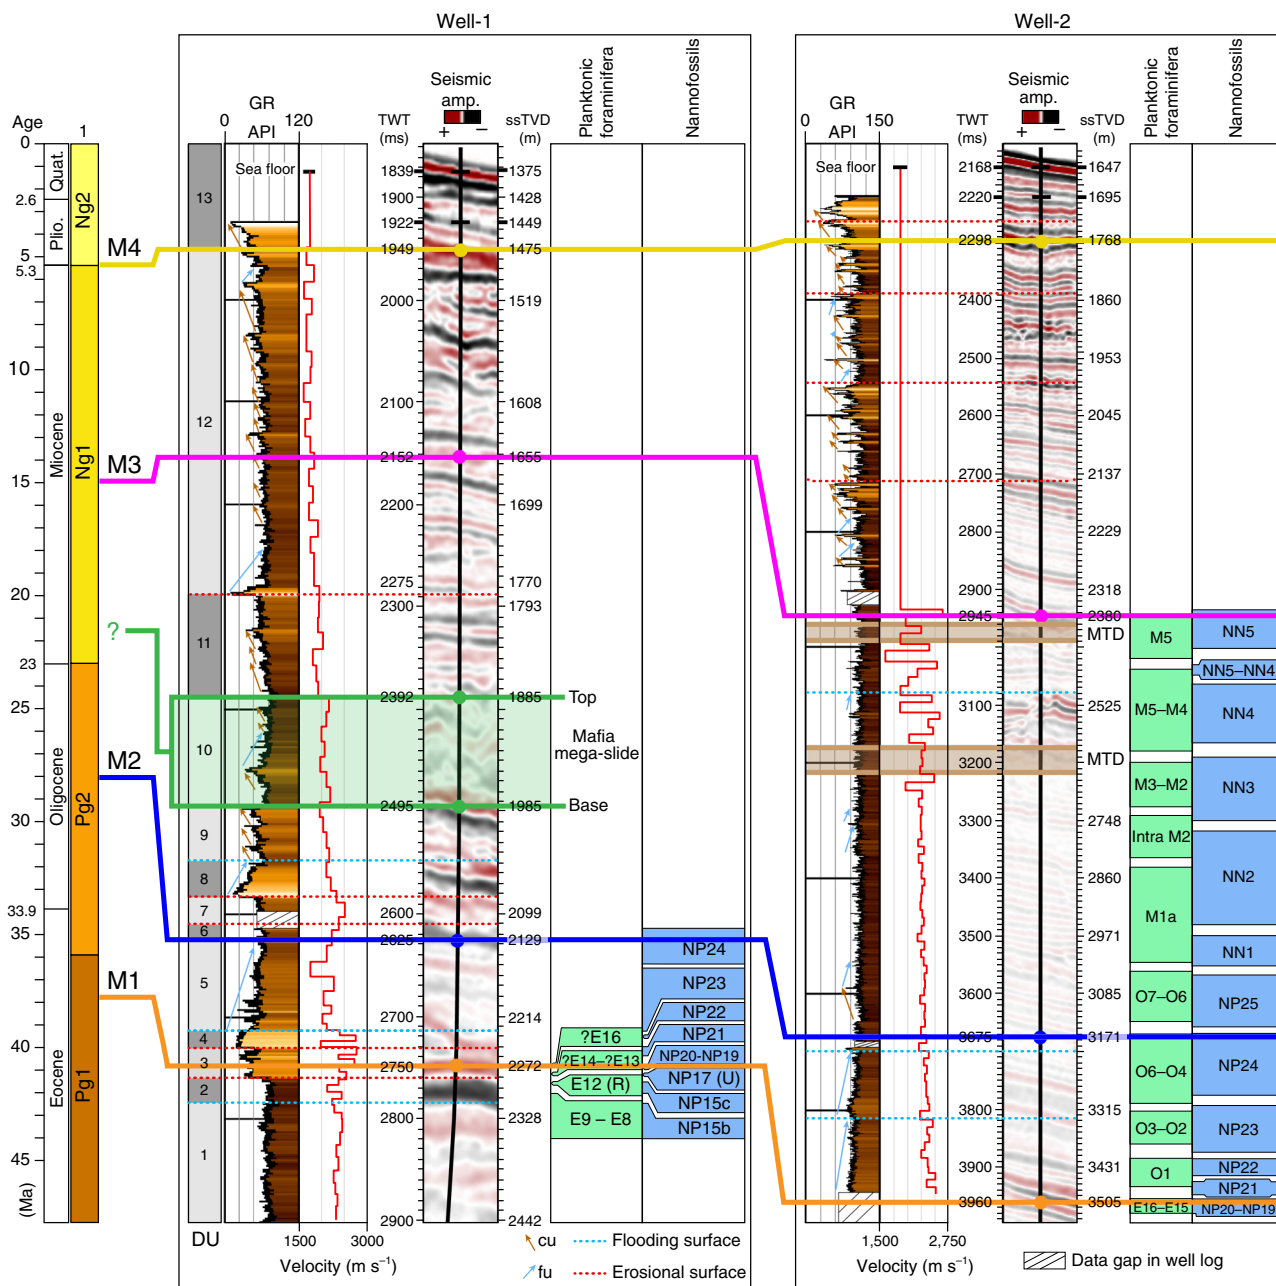 Well-1
Well-2
GR
API
0
120
TWT
(ms)
Seismic
amp.
+
−
ssTVD
(m)
Planktonic
foraminifera
Nannofossils
GR
API
0
150
TWT
(ms)
Seismic
amp.
+
−
ssTVD
(m)
Planktonic
foraminifera
Nannofossils
Age
1
0
2.6
5
5.3
10
15
20
23
25
30
33.9
35
40
45
(Ma)
Quat.
Plio.
Miocene
Oligocene
Eocene
Ng2
Ng1
Pg2
Pg1
M4
M3
?
M2
M1
13
12
11
10
9
8
7
6
5
4
3
2
1
DU
Sea floor
1839
1900
1922
1949
2000
2100
2152
2200
2275
2300
2392
2495
2600
2625
2700
2750
2800
2900
1375
1428
1449
1475
1519
1608
1655
1699
1770
1793
1885
1985
2099
2129
2214
2272
2328
2442
Top
Mafia
mega-slide
Base
?E16
?E14–?E13
E12 (R)
E9 – E8
NP24
NP23
NP22
NP21
NP20-NP19
NP17 (U)
NP15c
NP15b
1500
3000
Velocity (m s⁻¹)
cu
fu
Flooding surface
Erosional surface
Sea floor
2168
2220
2298
2400
2500
2600
2700
2800
2900
2945
3100
3200
3300
3400
3500
3600
3675
3800
3900
3960
1647
1695
1768
1860
1953
2045
2137
2229
2318
2380
MTD
2525
MTD
2748
2860
2971
3085
3171
3315
3431
3505
M5
M5–M4
M3–M2
Intra M2
M1a
O7–O6
O6–O4
O3–O2
O1
E16–E15
NN5
NN5–NN4
NN4
NN3
NN2
NN1
NP25
NP24
NP23
NP22
NP21
NP20–NP19
1,500
2,750
Velocity (m s⁻¹)
Data gap in well log